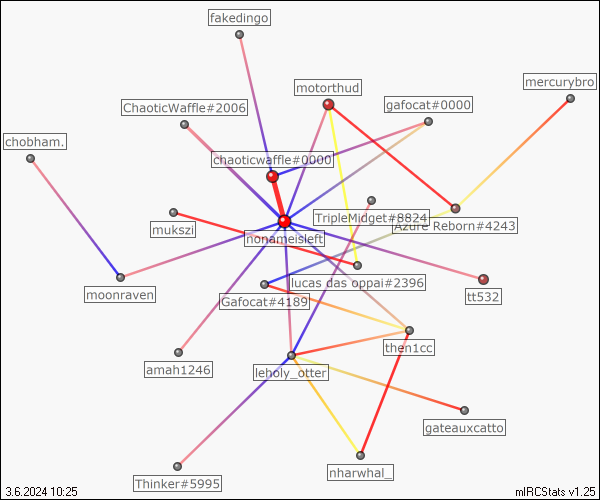 fakedingo
mercurybro
motorthud
gafocat#0000
ChaoticWaffle#2006
chobham.
chaoticwaffle#0000
TripleMidget#8824
Azure Reborn#4243
mukszi
nonameisleft
lucas das oppai#2396
moonraven
Gafocat#4189
tt532
then1cc
amah1246
leholy_otter
gateauxcatto
nharwhal_
Thinker#5995
3.6.2024 10:25
mIRCStats v1.25